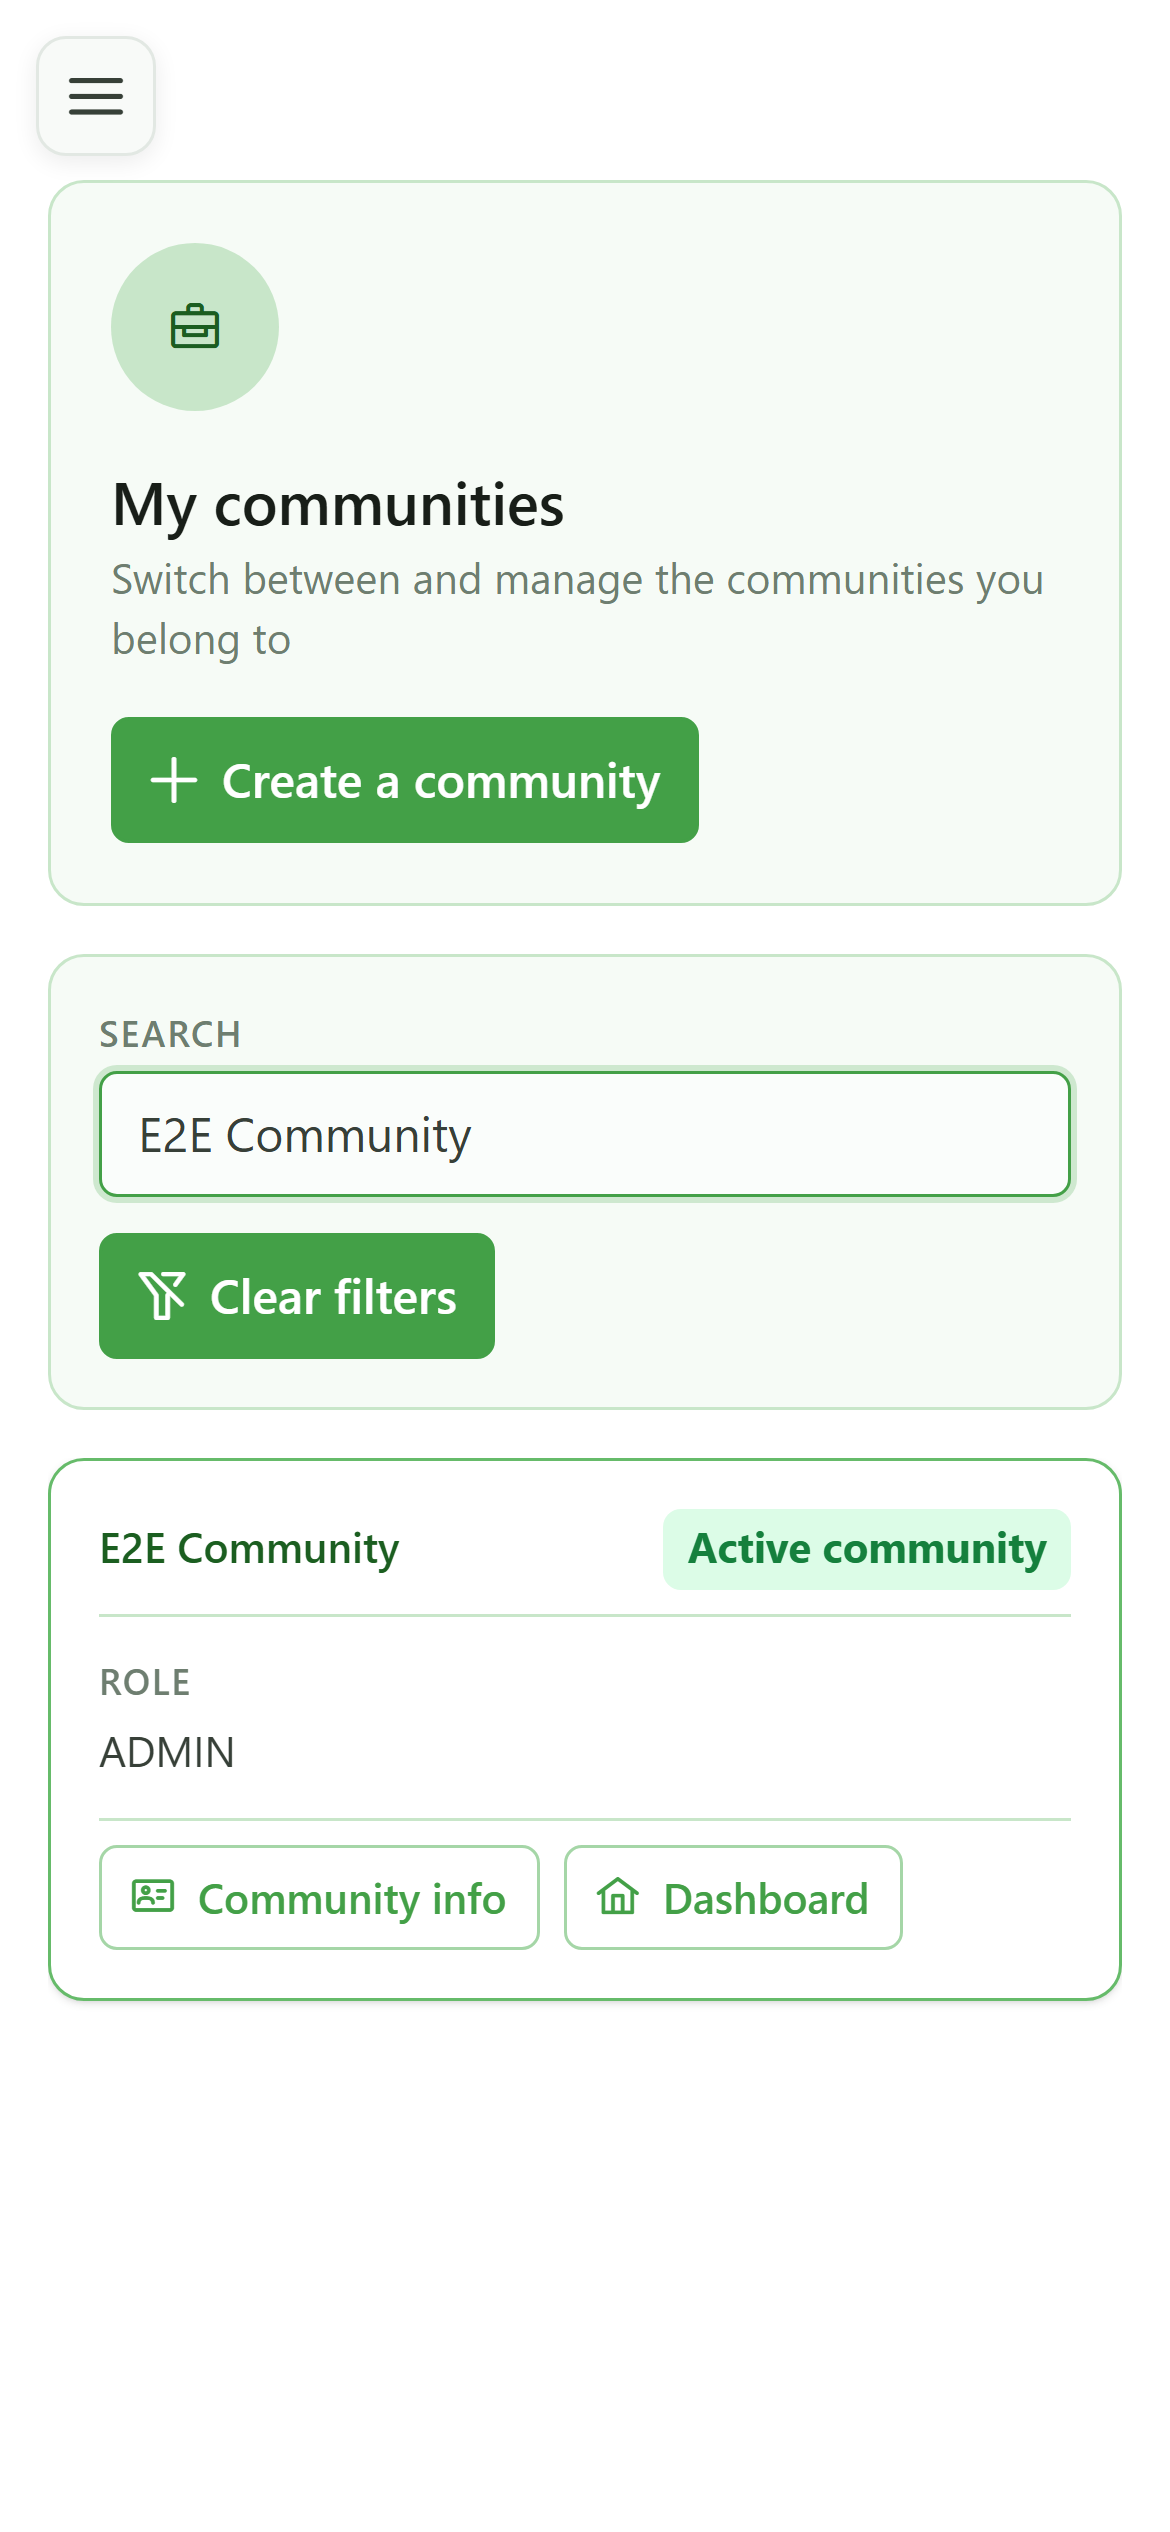 My communities
Switch between and manage the communities you
belong to
Create a community
SEARCH
E2E Community
Clear filters
E2E Community
Active community
ROLE
ADMIN
Community info
Dashboard